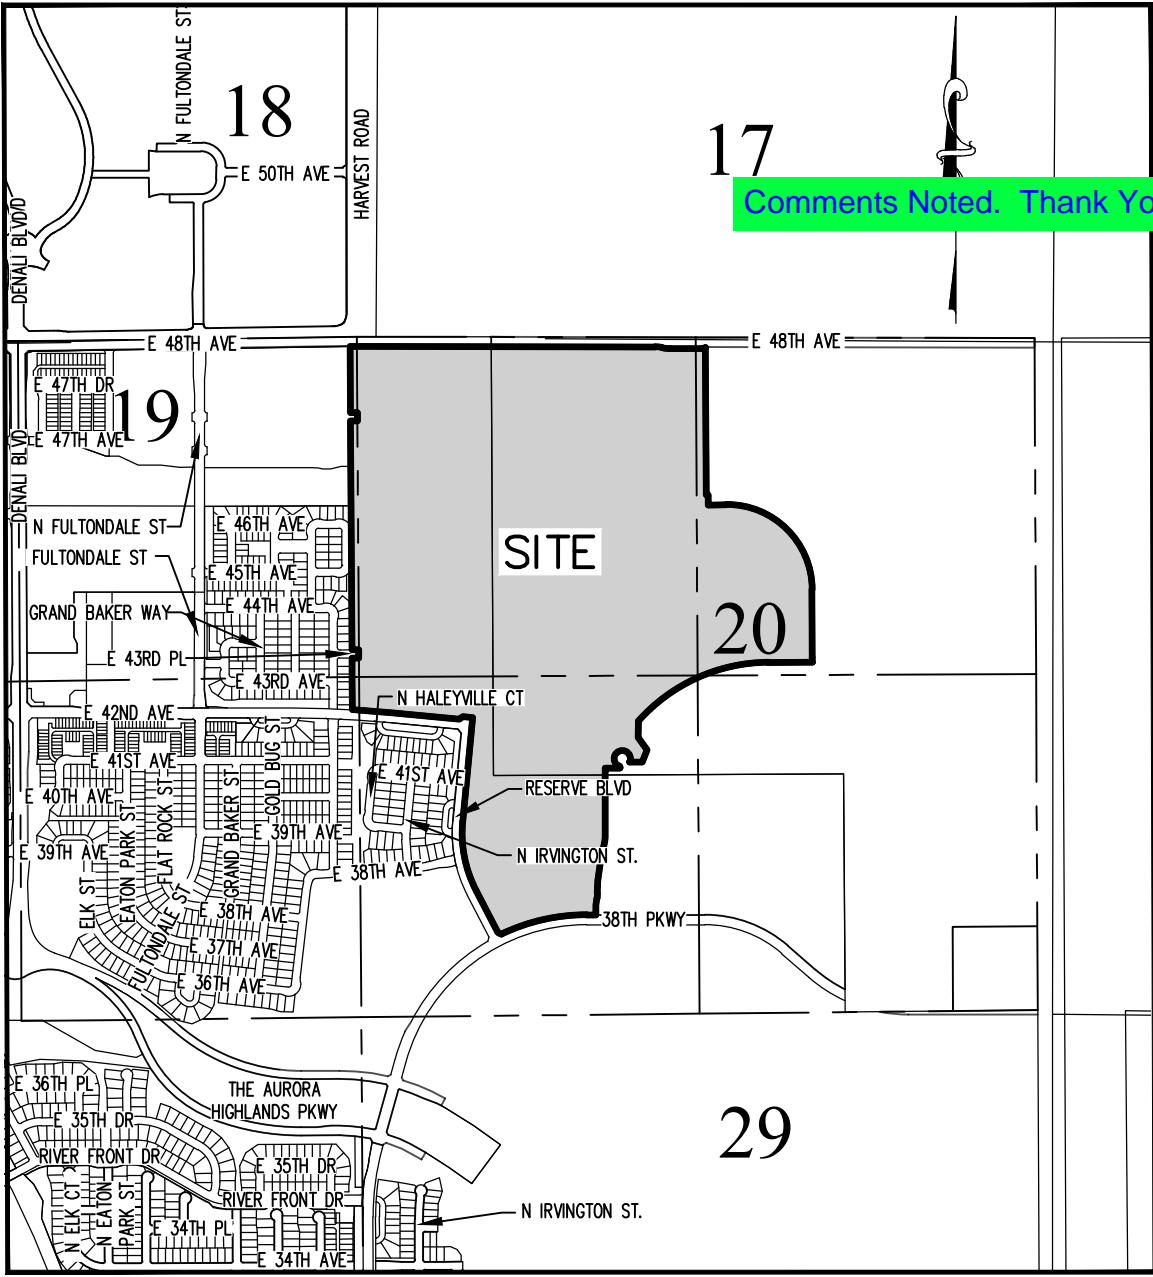 N FULTONDALE ST
18
17
HARVEST ROAD
E 50TH AVE
Comments Noted.  Thank Yo
DENALI BLVD/D
E 48TH AVE
E 48TH AVE
E 47TH DR
19
E 47TH AVE
DENALI BLVD
N FULTONDALE ST
E 46TH AVE
FULTONDALE ST
SITE
E 45TH AVE
GRAND BAKER WAY
E 44TH AVE
20
E 43RD PL
E 43RD AVE
N HALEYVILLE CT
E 42ND AVE
GOLD BUG ST
E 41ST AVE
E 41ST AVE
RESERVE BLVD
E 40TH AVE
EATON PARK ST
FLAT ROCK ST
GRAND BAKER ST
E 39TH AVE
E 39TH AVE
N IRVINGTON ST.
E 38TH AVE
ELK ST
FULTONDALE ST
E 38TH AVE
38TH PKWY
E 37TH AVE
E 36TH AVE
E 36TH PL
THE AURORA
HIGHLANDS PKWY
E 35TH DR
29
RIVER FRONT DR
E 35TH DR
N ELK CT
N EATON
PARK ST
RIVER FRONT DR
E 34TH PL
N IRVINGTON ST.
E 34TH AVE